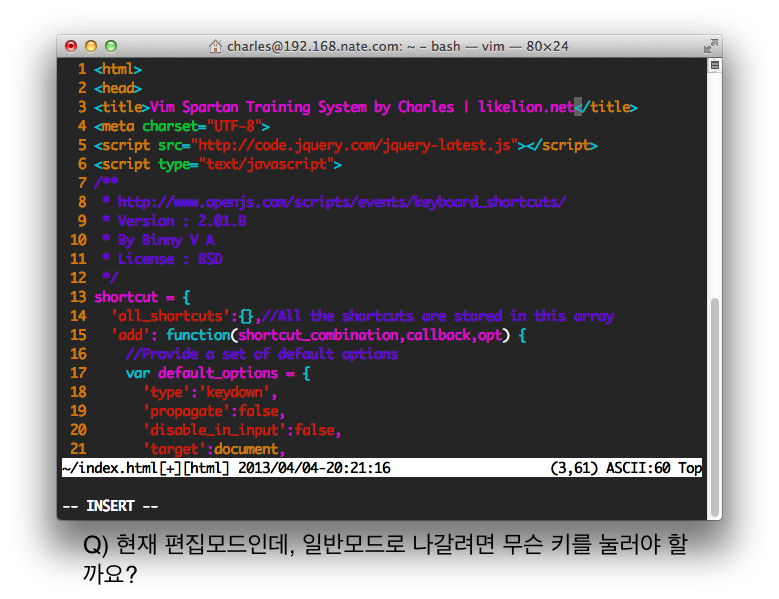 charles@192.168.nate.com: ~ – bash — vim — 80×24
1 <html>
2 <head>
3 <title>Vim Spartan Training System by Charles | likelion.net</title>
4 <meta charset="UTF-8">
5 <script src="http://code.jquery.com/jquery-latest.js"></script>
6 <script type="text/javascript">
7 /**
8  * http://www.openjs.com/scripts/events/keyboard_shortcuts/
9  * Version : 2.01.B
10  * By Binny V A
11  * License : BSD
12  */
13 shortcut = {
14   'all_shortcuts':{},//All the shortcuts are stored in this array
15   'add': function(shortcut_combination,callback,opt) {
16     //Provide a set of default options
17     var default_options = {
18       'type':'keydown',
19       'propagate':false,
20       'disable_in_input':false,
21       'target':document,
~/index.html[+][html] 2013/04/04-20:21:16 (3,61) ASCII:60 Top
-- INSERT --
Q) 현재 편집모드인데, 일반모드로 나갈려면 무슨 키를 눌러야 할
까요?